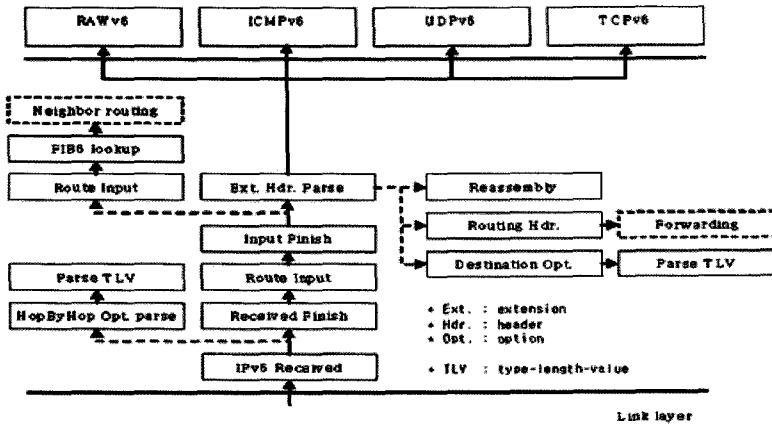 RAWv6 ICMPv6 UDPv6 TCPv6
Neighbor routing
FIB6 lookup
Route Input Ext. Hdr. Parse Reassembly
Routing Hdr. Forwarding
Input Finish
Parse TLV Route Input Destination Opt. Parse TLV
HopByHop Opt. parse Received Finish
* Ext. : extension
* Hdr. : header
* Opt. : option
IPv6 Received
* TLV : type-length-value
Link layer